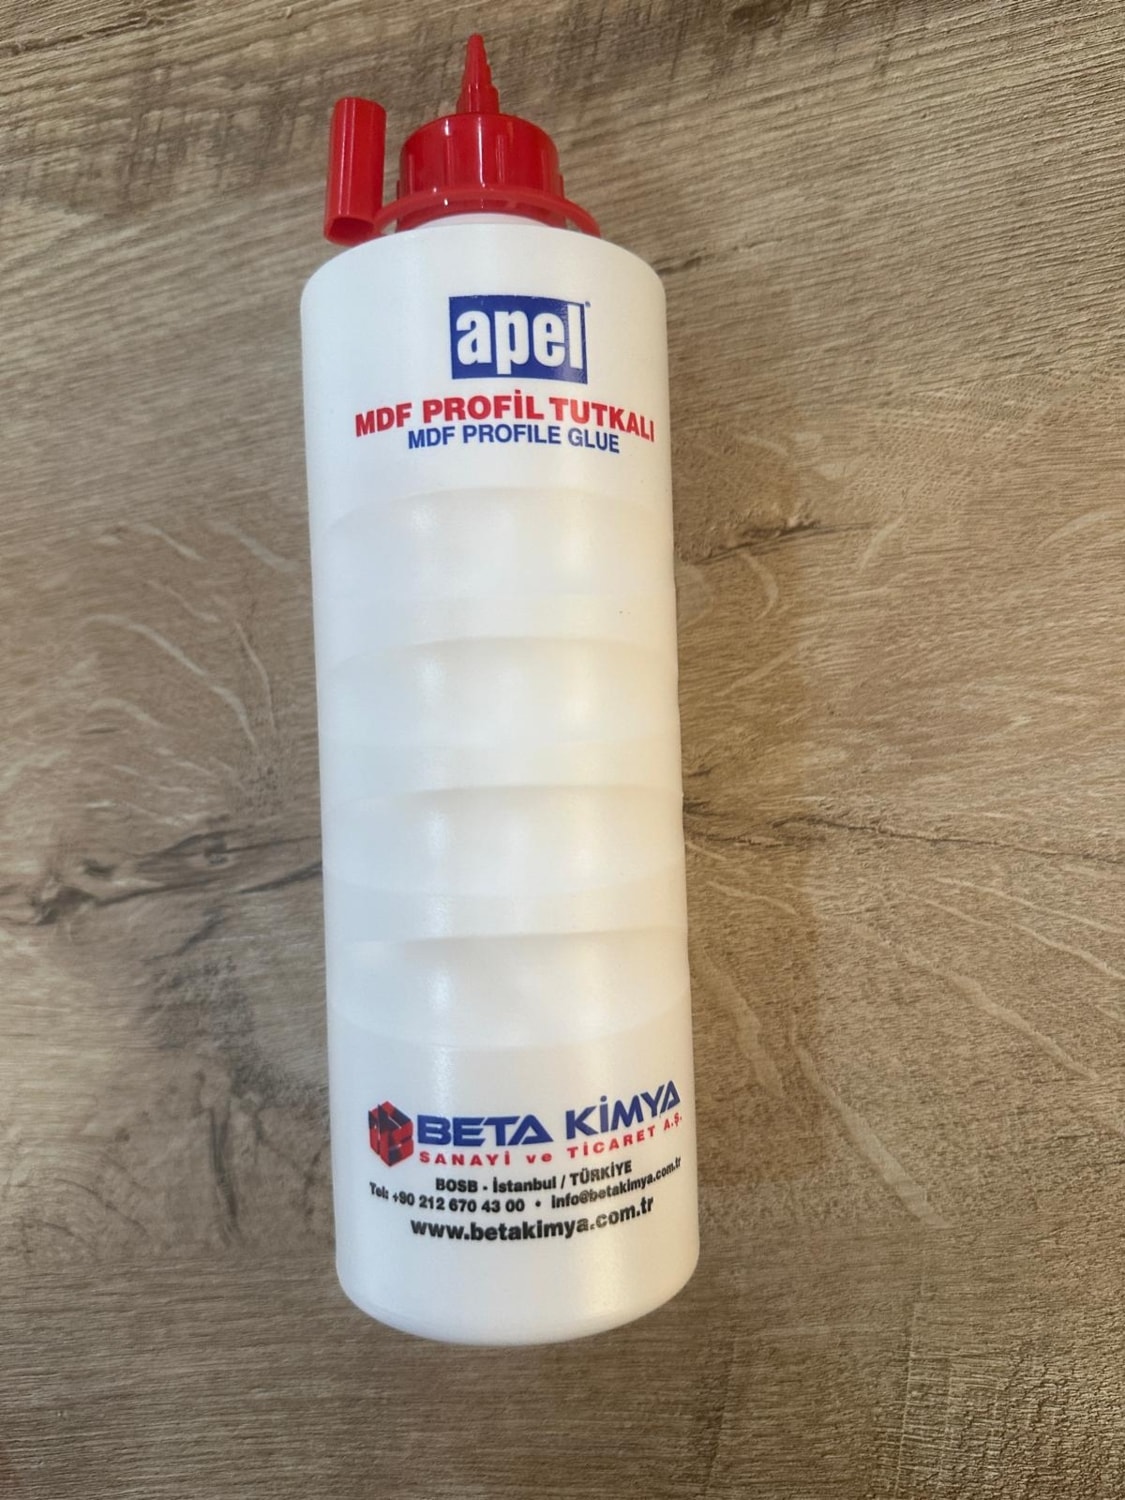 apel
MDF PROFİL TUTKALI
MDF PROFILE GLUE
BETA KİMYA
SANAYİ ve TİCARET A.Ş.
BOSB - İstanbul / TÜRKİYE
Tel: +90 212 670 43 00 • info@betakimya.com.tr
www.betakimya.com.tr